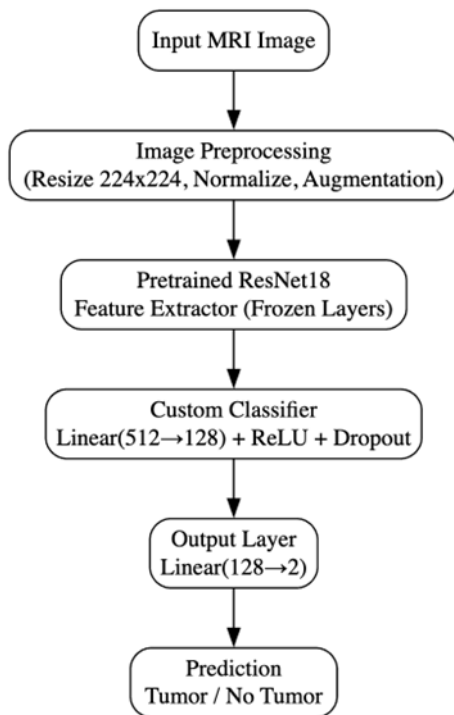 Input MRI Image
Image Preprocessing
(Resize 224x224, Normalize, Augmentation)
Pretrained ResNet18
Feature Extractor (Frozen Layers)
Custom Classifier
Linear(512→128) + ReLU + Dropout
Output Layer
Linear(128→2)
Prediction
Tumor / No Tumor